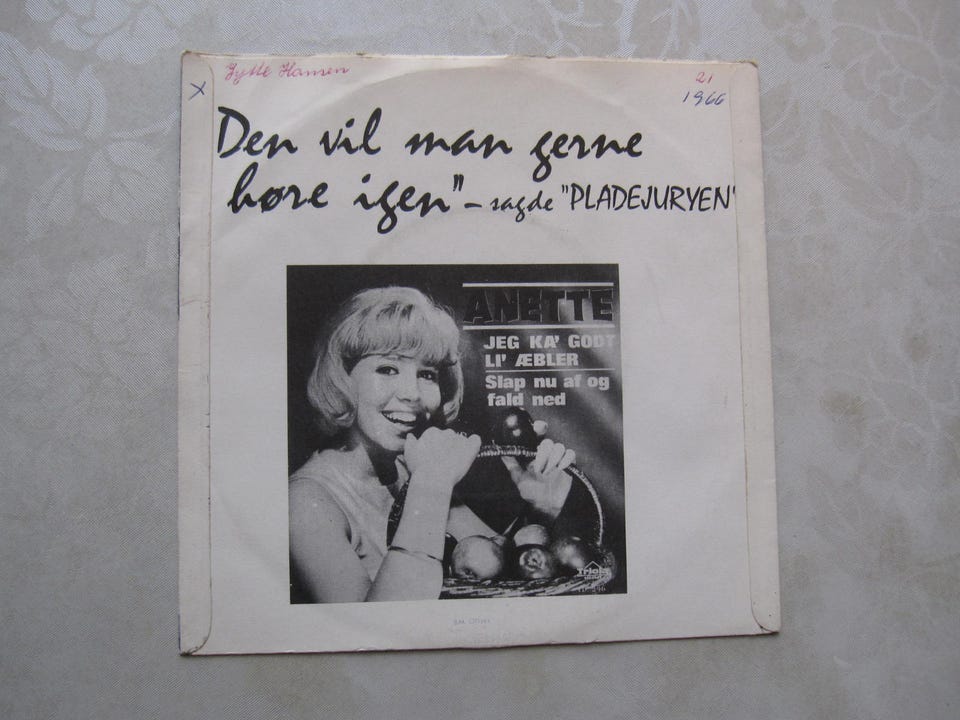 Jytte Hansen
21
X
1966
Den vil man gerne
høre igen" – sagde "PLADEJURYEN"
ANETTE
JEG KA' GODT
LI' ÆBLER
Slap nu af og
fald ned
Triola